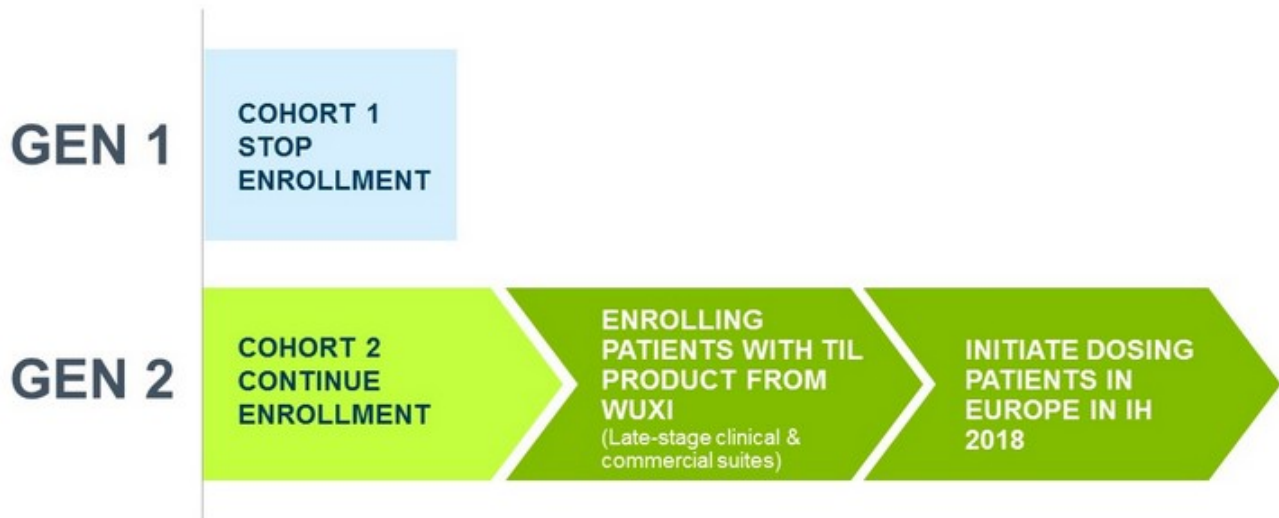 GEN 1
COHORT 1
STOP
ENROLLMENT
GEN 2
COHORT 2
CONTINUE
ENROLLMENT
ENROLLING
PATIENTS WITH TIL
PRODUCT FROM
WUXI
(Late-stage clinical &
commercial suites)
INITIATE DOSING
PATIENTS IN
EUROPE IN IH
2018